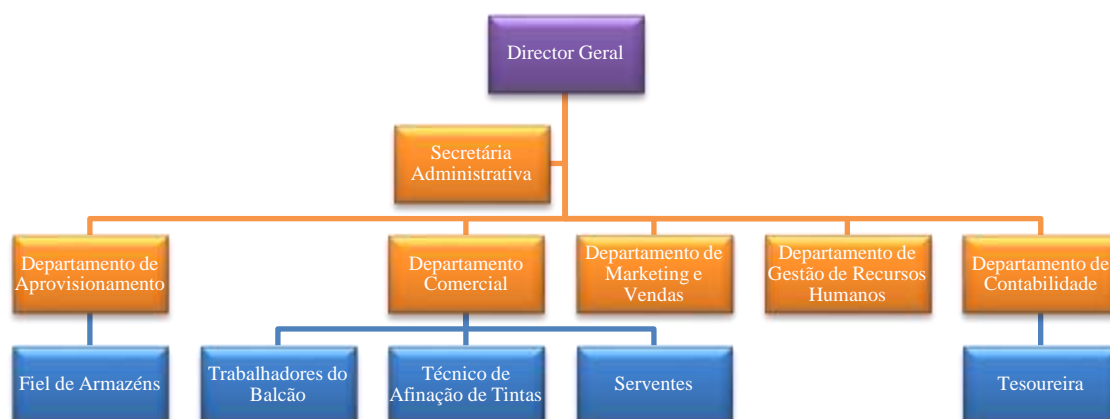 Director Geral
Secretária
Administrativa
Departamento de
Aprovisionamento
Departamento
Comercial
Departamento de
Marketing e
Vendas
Departamento de
Gestão de Recursos
Humanos
Departamento de
Contabilidade
Fiel de Armazéns
Trabalhadores do
Balcão
Técnico de
Afinação de Tintas
Serventes
Tesoureira